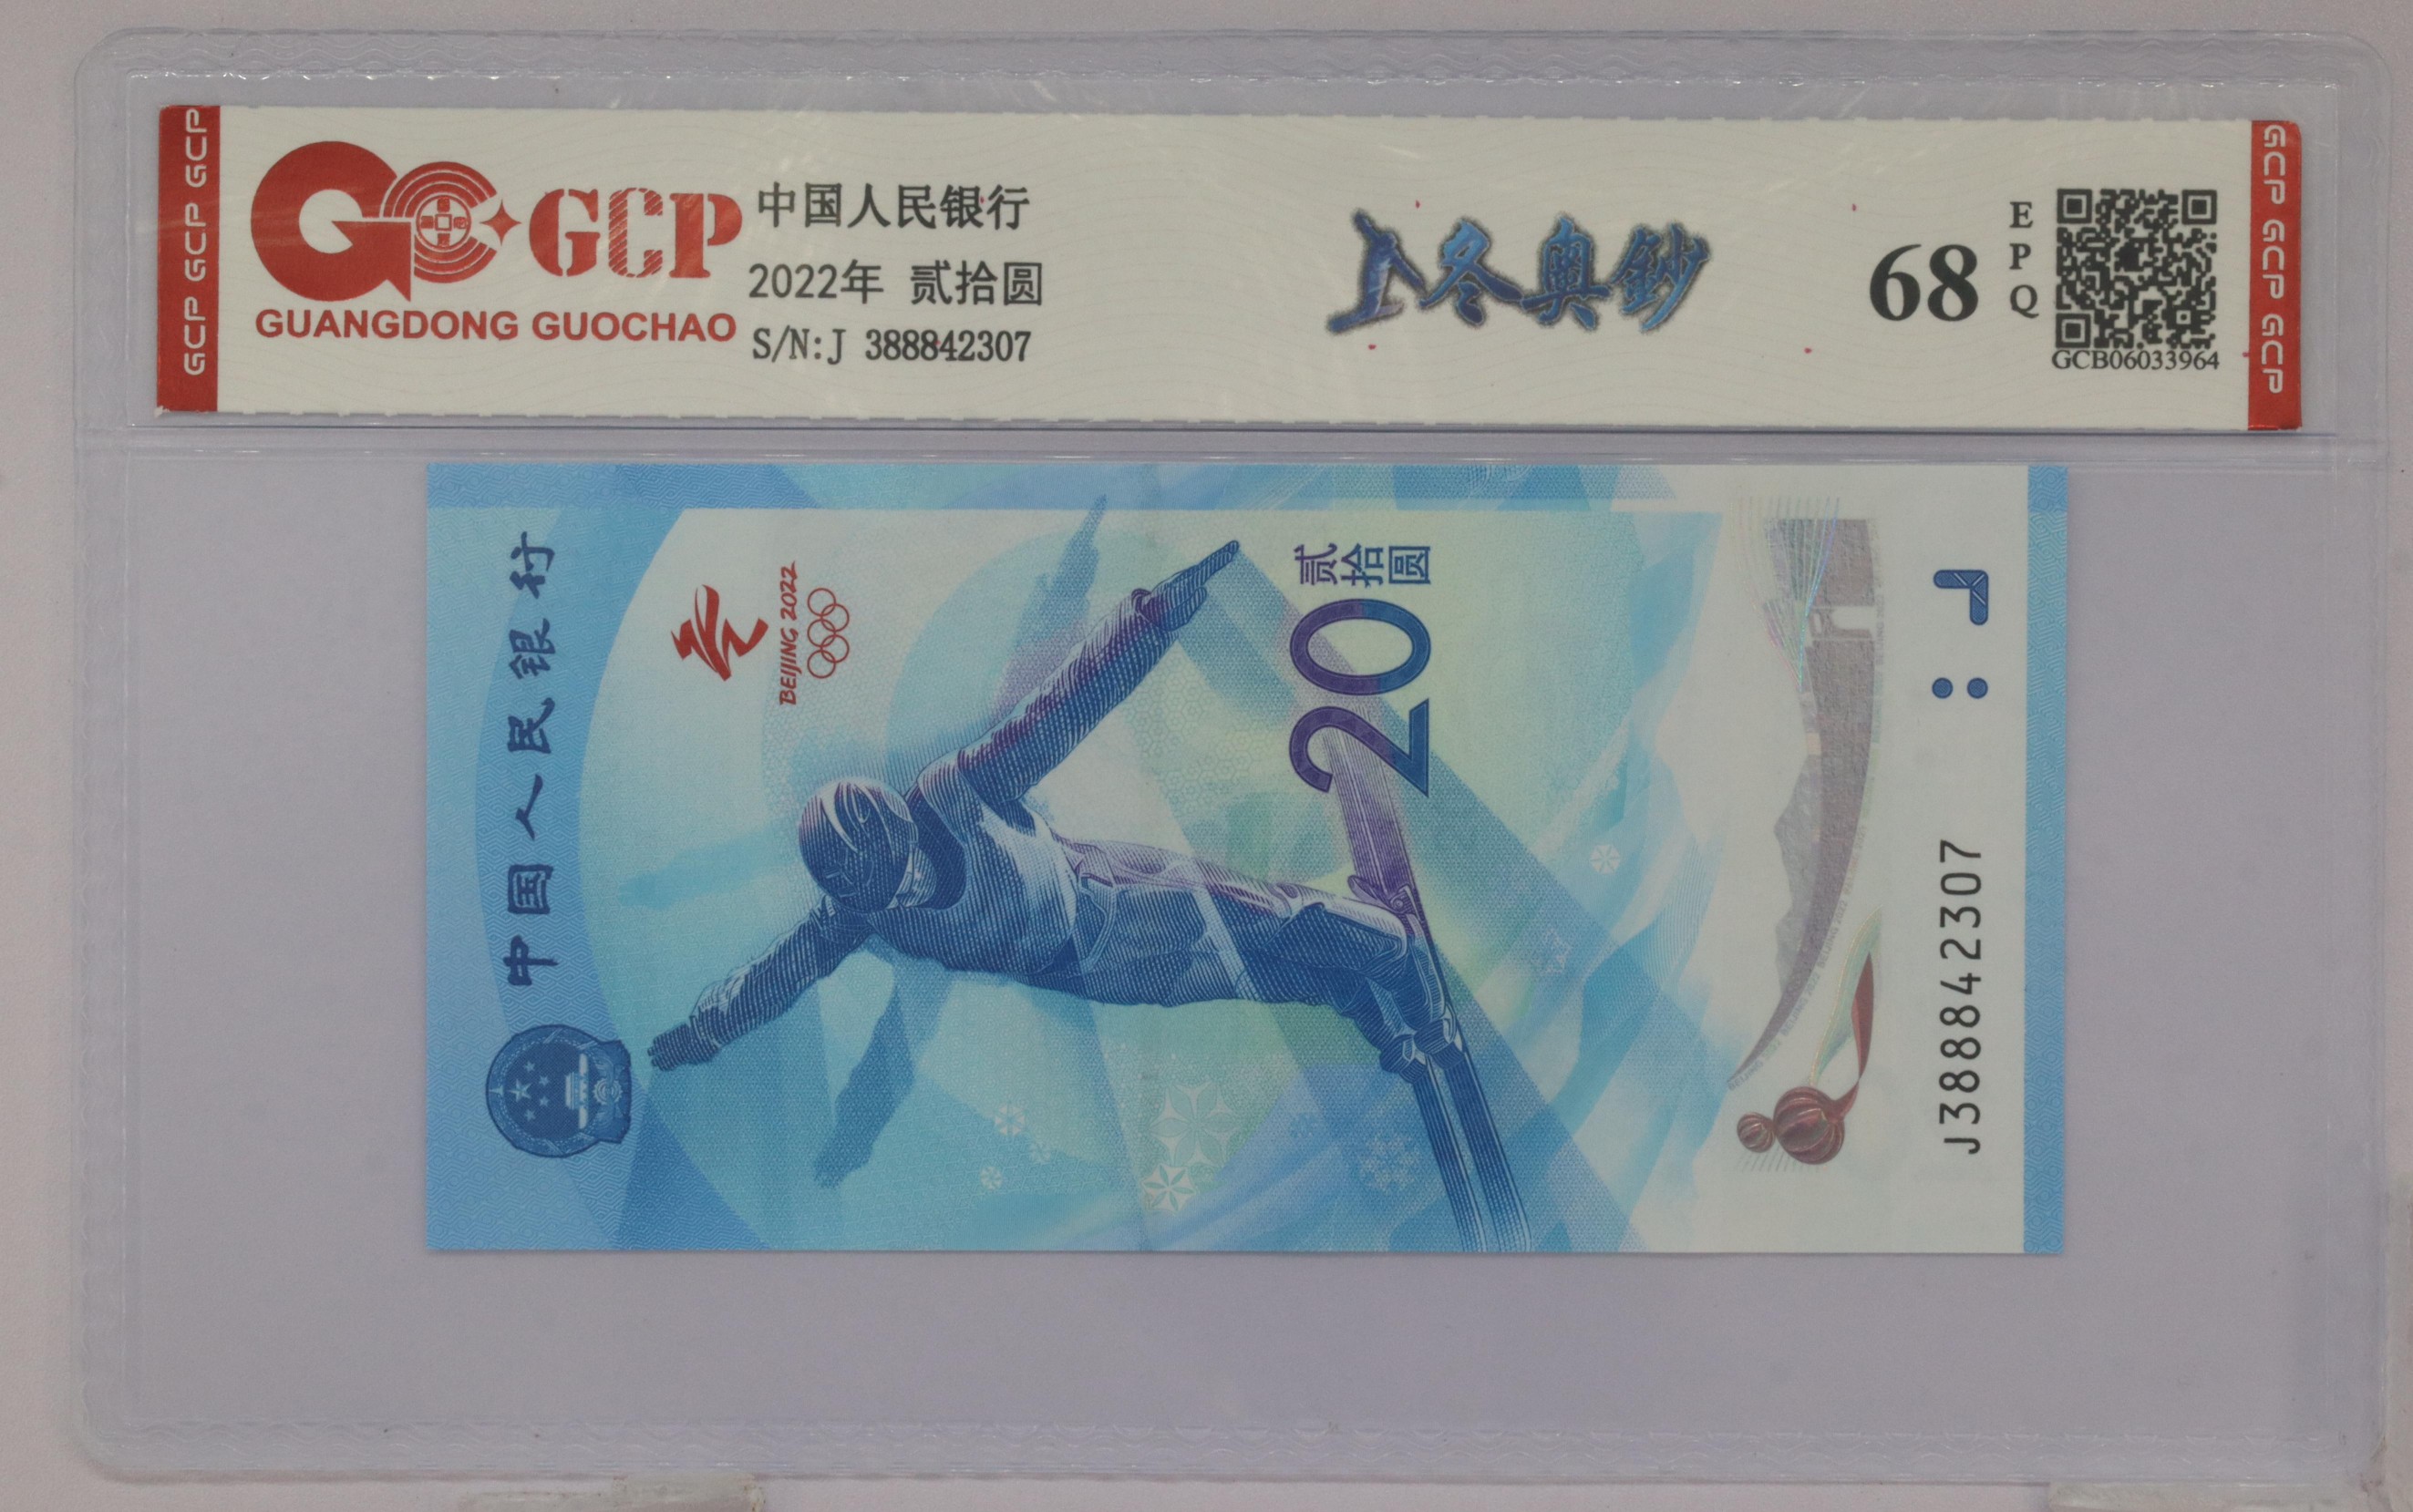 GCP GCP GCP
GCP
GUANGDONG GUOCHAO
中国人民银行
2022年 贰拾圆
S/N:J 388842307
冬奥鈔
68
EPQ
GCB06033964
GCP GCP GCP
中国人民银行
BEIJING 2022
贰拾圆
20
J388842307